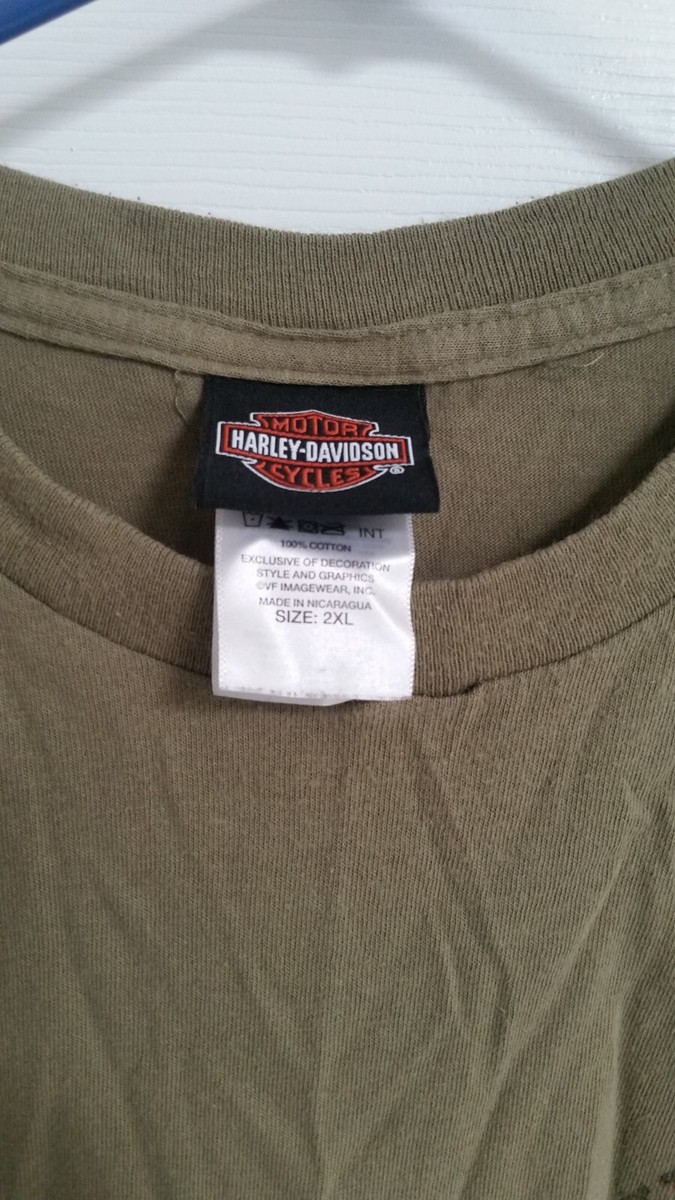 MOTOR
HARLEY-DAVIDSON
CYCLES®
INT
100% COTTON
EXCLUSIVE OF DECORATION
STYLE AND GRAPHICS
©VF IMAGEWEAR, INC.
MADE IN NICARAGUA
SIZE: 2XL